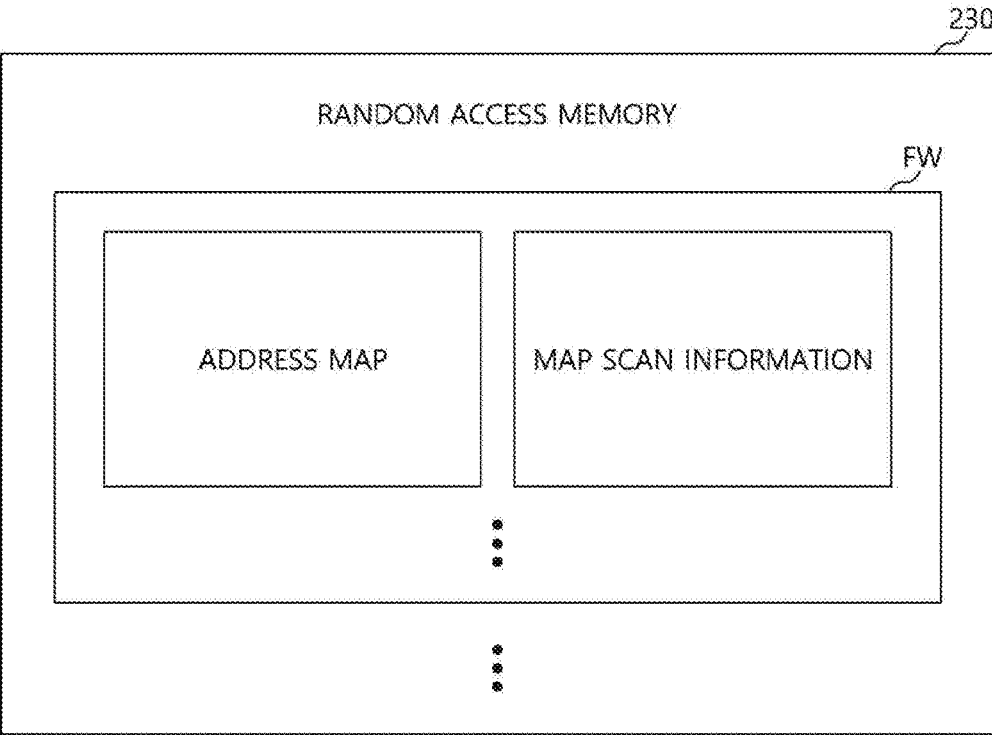 230
RANDOM ACCESS MEMORY
FW
ADDRESS MAP
MAP SCAN INFORMATION